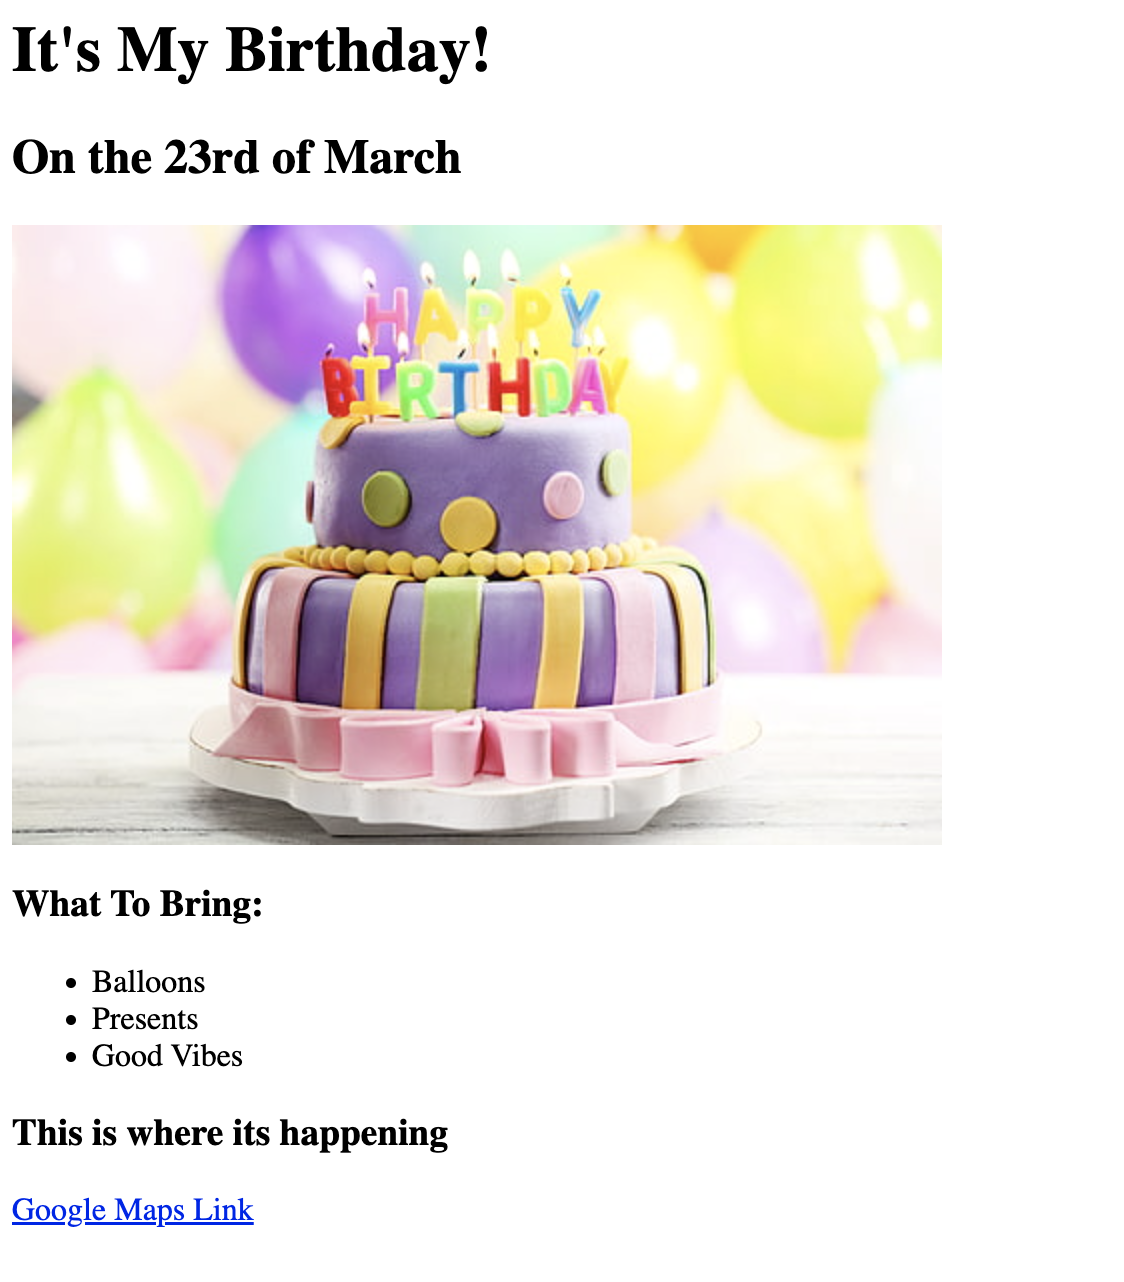 It's My Birthday!
On the 23rd of March
HAPPY
BIRTHDAY
What To Bring:
Balloons
Presents
Good Vibes
This is where its happening
Google Maps Link